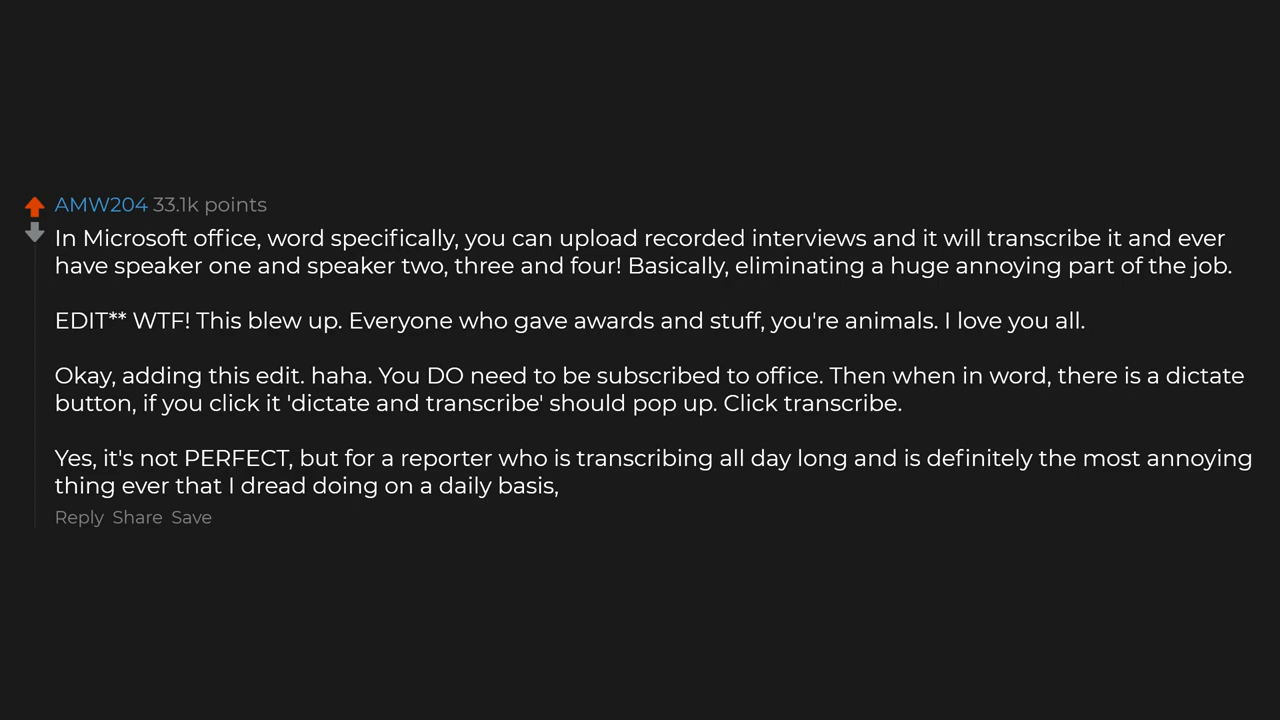 AMW204 33.1k points
In Microsoft office, word specifically, you can upload recorded interviews and it will transcribe it and ever
have speaker one and speaker two, three and four! Basically, eliminating a huge annoying part of the job.
EDIT** WTF! This blew up. Everyone who gave awards and stuff, you're animals. I love you all.
Okay, adding this edit. haha. You DO need to be subscribed to office. Then when in word, there is a dictate
button, if you click it 'dictate and transcribe' should pop up. Click transcribe.
Yes, it's not PERFECT, but for a reporter who is transcribing all day long and is definitely the most annoying
thing ever that I dread doing on a daily basis,
Reply Share Save